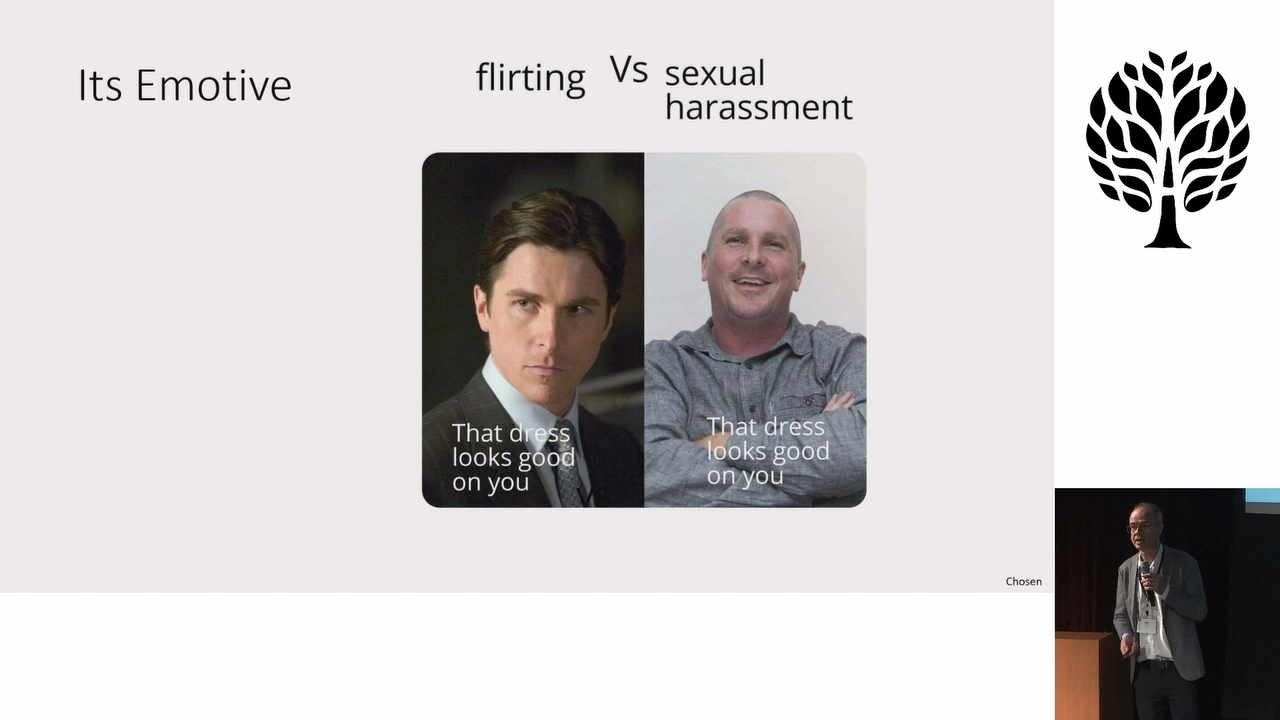 Its Emotive
flirting
Vs
sexual
harassment
That dress
looks good
on you
That dress
looks good
on you
Chosen